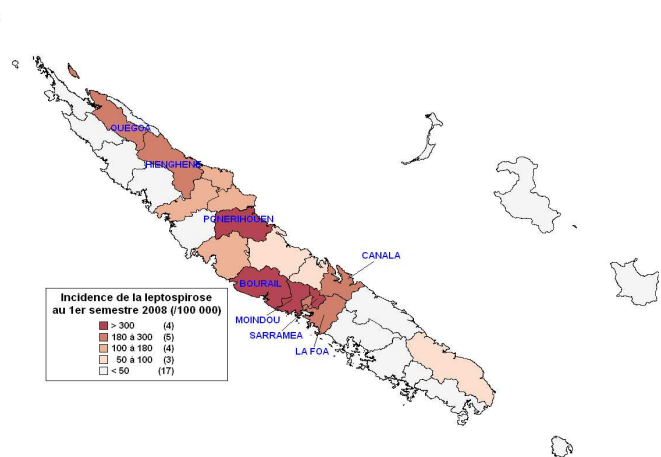 OUEGOA
HIENGHENE
PONERIHOUEN
CANALA
BOURAIL
MOINDOU
SARRAMEA
LA FOA
Incidence de la leptospirose
au 1er semestre 2008 (/100 000)
> 300 (4)
180 à 300 (5)
100 à 180 (4)
50 à 100 (3)
< 50 (17)